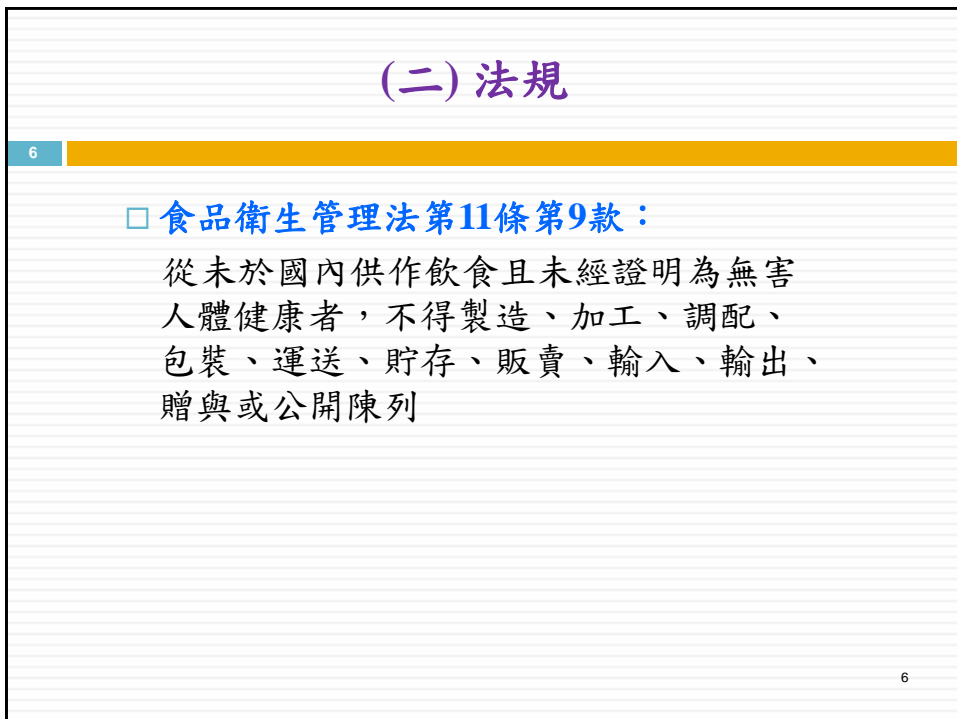 (二) 法規
6
食品衛生管理法第11條第9款：
從未於國內供作飲食且未經證明為無害
人體健康者，不得製造、加工、調配、
包裝、運送、貯存、販賣、輸入、輸出、
贈與或公開陳列
6